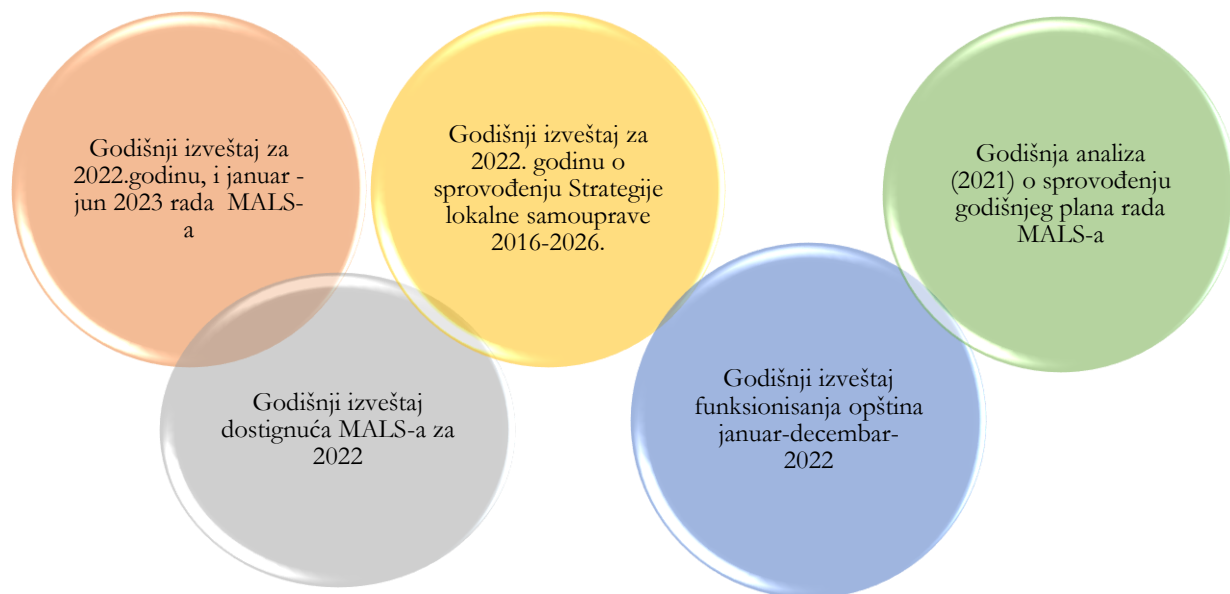 Godišnji izveštaj za
2022.godinu, i januar -
jun 2023 rada MALS-
a
Godišnji izveštaj za
2022. godinu o
sprovođenju Strategije
lokalne samouprave
2016-2026.
Godišnja analiza
(2021) o sprovođenju
godišnjeg plana rada
MALS-a
Godišnji izveštaj
dostignuća MALS-a za
2022
Godišnji izveštaj
funksionisanja opština
januar-decembar-
2022